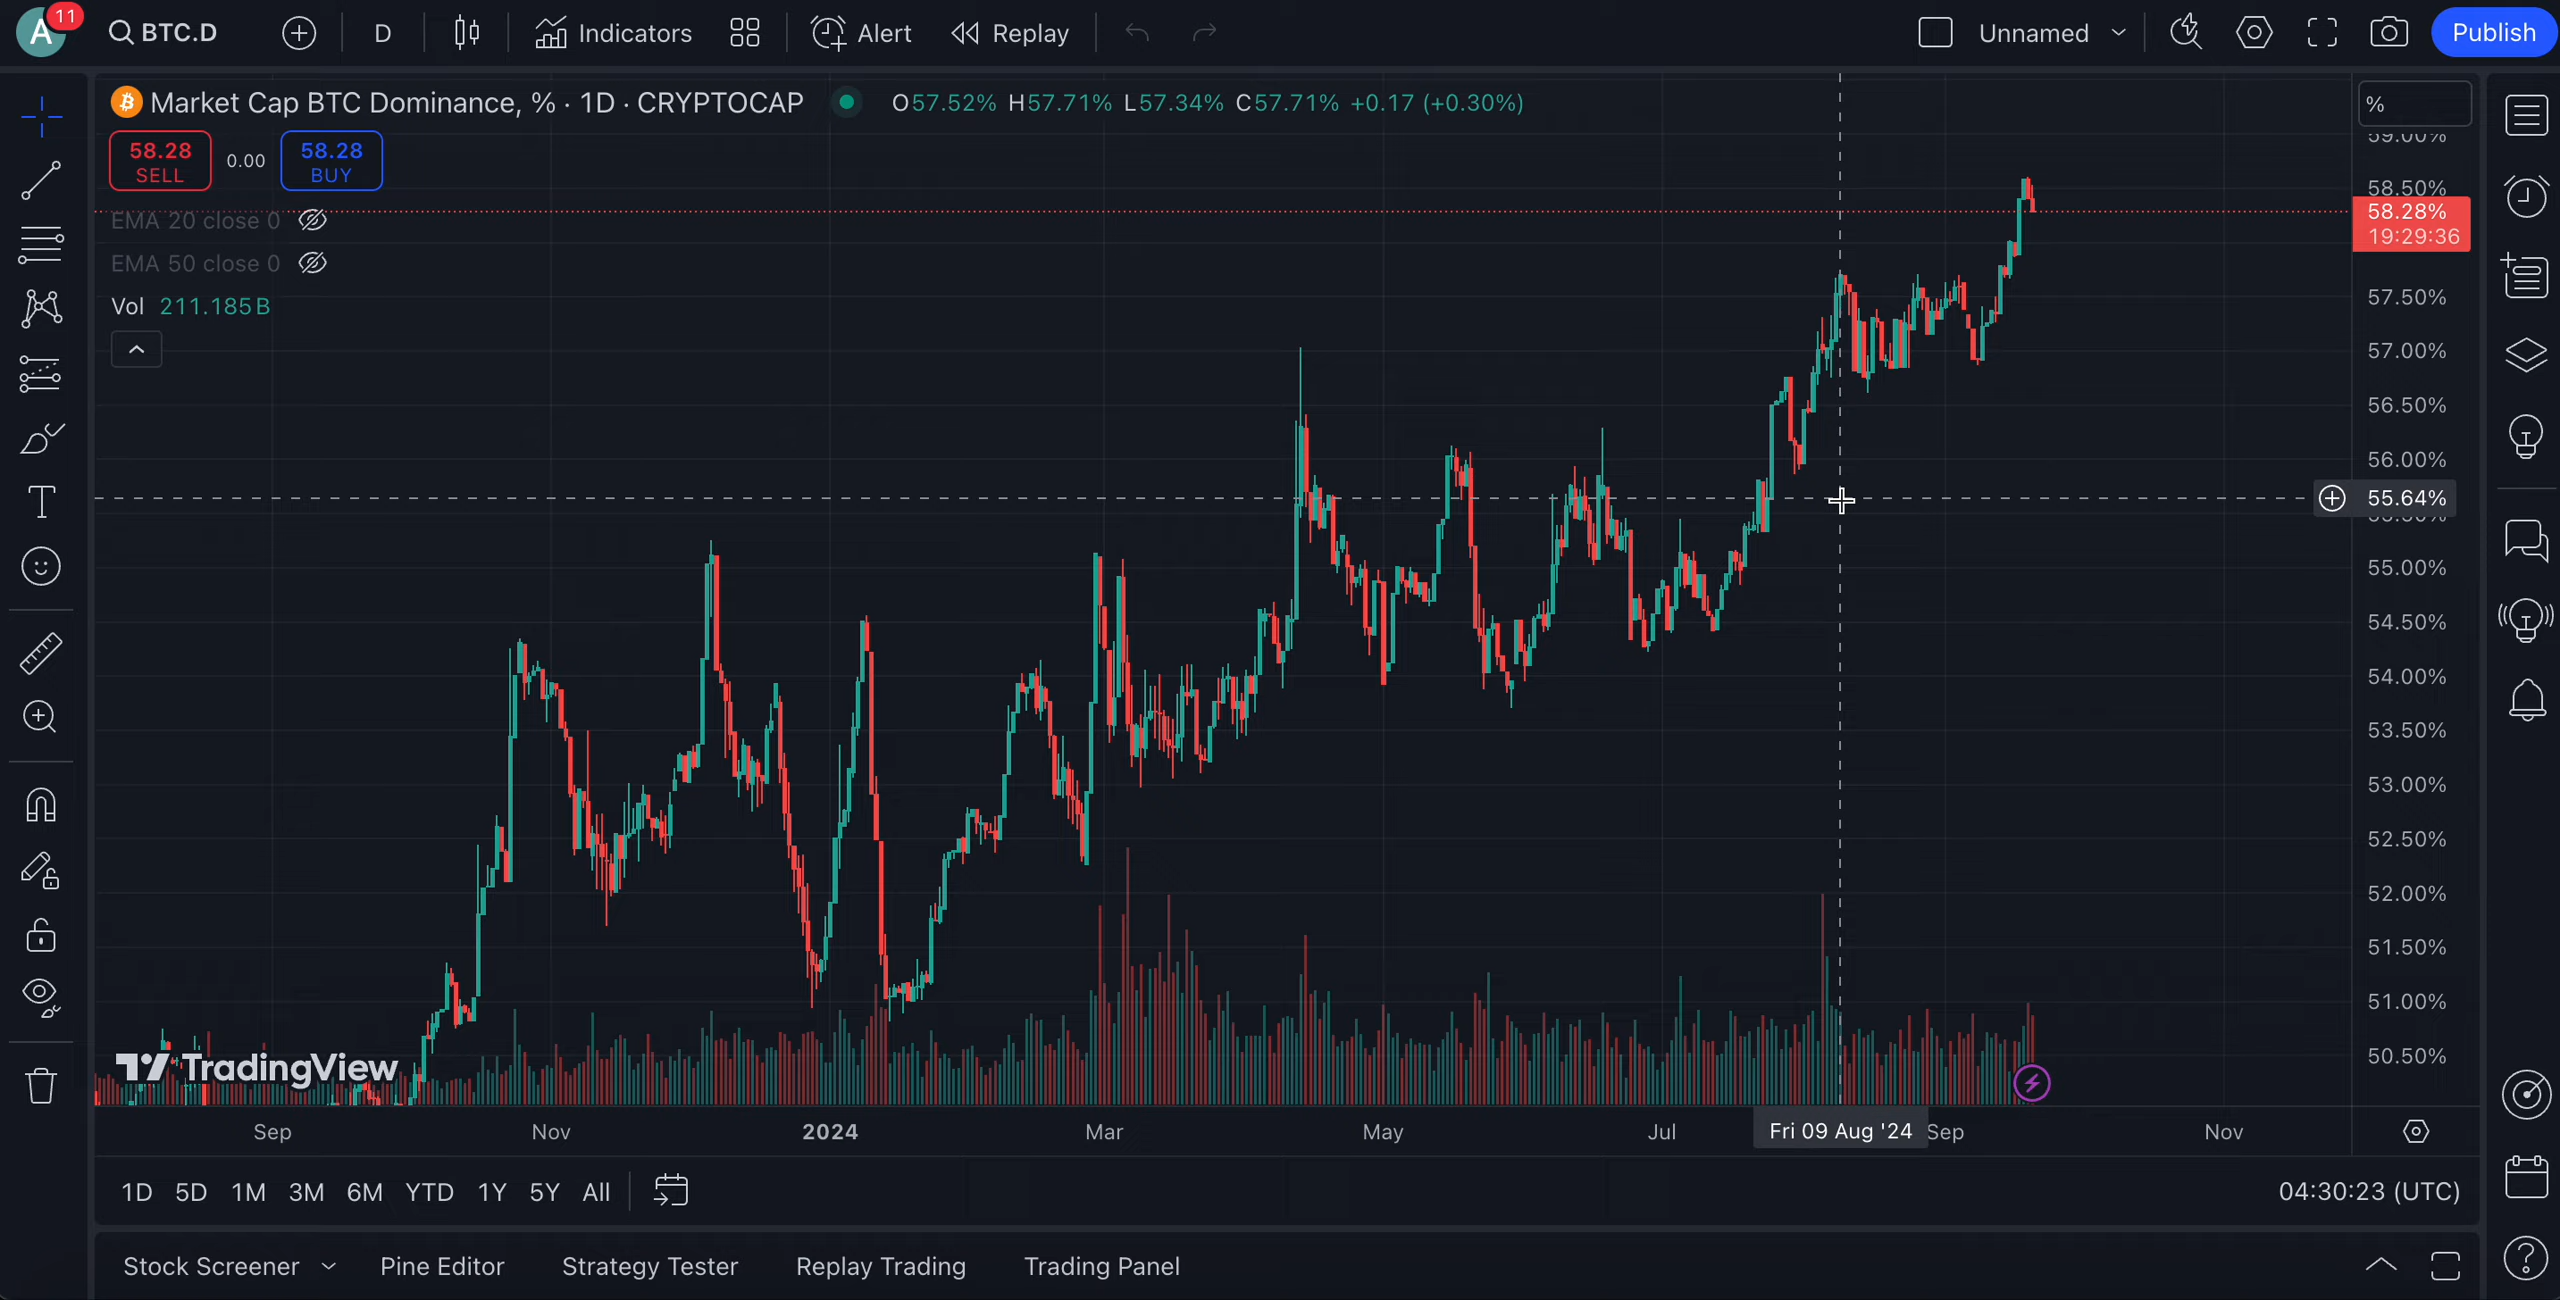 A 11 BTC.D D Indicators Alert Replay Unnamed Publish
Market Cap BTC Dominance, % · 1D · CRYPTOCAP O57.52% H57.71% L57.34% C57.71% +0.17 (+0.30%) %
58.28 SELL 0.00 58.28 BUY
EMA 20 close 0
EMA 50 close 0
Vol 211.185B
59.00%
58.50%
58.28%
19:29:36
57.50%
57.00%
56.50%
56.00%
55.64%
55.50%
55.00%
54.50%
54.00%
53.50%
53.00%
52.50%
52.00%
51.50%
51.00%
50.50%
TradingView
Sep Nov 2024 Mar May Jul Fri 09 Aug '24 Sep Nov
1D 5D 1M 3M 6M YTD 1Y 5Y All 04:30:23 (UTC)
Stock Screener Pine Editor Strategy Tester Replay Trading Trading Panel